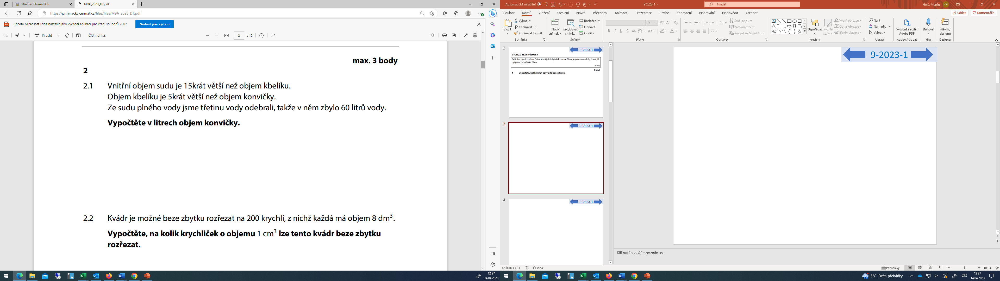 Umíme informatiku
M9A_2023_DT.pdf
https://prijimacky.cermat.cz/files/files/M9A_2023_DT.pdf
Chcete Microsoft Edge nastavit jako výchozí aplikaci pro čtení souborů PDF?
Nastavit jako výchozí
Kreslit
Číst nahlas
2
z 12
max. 3 body
2
2.1 Vnitřní objem sudu je 15krát větší než objem kbelíku.
Objem kbelíku je 5krát větší než objem konvičky.
Ze sudu plného vody jsme třetinu vody odebrali, takže v něm zbylo 60 litrů vody.
Vypočtěte v litrech objem konvičky.
2.2 Kvádr je možné beze zbytku rozřezat na 200 krychlí, z nichž každá má objem 8 dm³.
Vypočtěte, na kolik krychliček o objemu 1 cm³ lze tento kvádr beze zbytku
rozřezat.
12:27
14.04.2023
Automatické ukládání
9 2023-1
Hledat
Holý, Martin
HM
Soubor Domů Vložení Kreslení Návrh Přechody Animace Prezentace Revize Zobrazení Nahrávání Nápověda Acrobat
Sdílet
Komentáře
Vložit
Vyjmout
Kopírovat
Kopírovat formát
Schránka
Nový
snímek
Recyklovat
snímky
Rozložení
Obnovit
Oddíl
Snímky
Písmo
Směr textu
Zarovnat text
Převést na SmartArt
Odstavec
Uspořádat
Rychlé
styly
Výplň obrazce
Obrys obrazce
Efekty obrazce
Kreslení
Najít
Nahradit
Vybrat
Úpravy
Vytvořit a sdílet
Adobe PDF
Adobe Acrobat
Diktovat
Hlas
Návrhy
designu
Designer
2
9-2023-1
VÝCHOZÍ TEXT K ÚLOZE 1
Celý film trvá 1 hodinu. Doba, která ještě zbývá do konce filmu, je polovinou doby, která již
uplynula od začátku filmu.
(CZVV)
1 bod
1 Vypočtěte, kolik minut zbývá do konce filmu.
3
9-2023-1
4
9-2023-1
9-2023-1
Kliknutím vložíte poznámky.
Snímek 3 z 15
Čeština
Poznámky
106 %
6°C Dešť. přeháňky
CES
12:27
14.04.2023